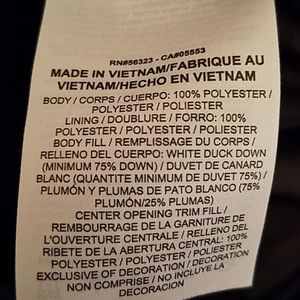 RN#56323 - CA#05553
MADE IN VIETNAM/FABRIQUE AU
VIETNAM/HECHO EN VIETNAM
BODY / CORPS / CUERPO: 100% POLYESTER /
POLYESTER / POLIESTER
LINING / DOUBLURE / FORRO: 100%
POLYESTER / POLYESTER / POLIESTER
BODY FILL / REMPLISSAGE DU CORPS /
RELLENO DEL CUERPO: WHITE DUCK DOWN
(MINIMUM 75% DOWN) / DUVET DE CANARD
BLANC (QUANTITE MINIMUM DE DUVET 75%) /
PLUMÓN Y PLUMAS DE PATO BLANCO (75%
PLUMÓN/25% PLUMAS)
CENTER OPENING TRIM FILL /
REMBOURRAGE DE LA GARNITURE DE
L'OUVERTURE CENTRALE / RELLENO DEL
RIBETE DE LA ABERTURA CENTRAL: 100%
POLYESTER / POLYESTER / POLIESTER
EXCLUSIVE OF DECORATION / DECORATION
NON COMPRISE / NO INCLUYE LA
DECORACION